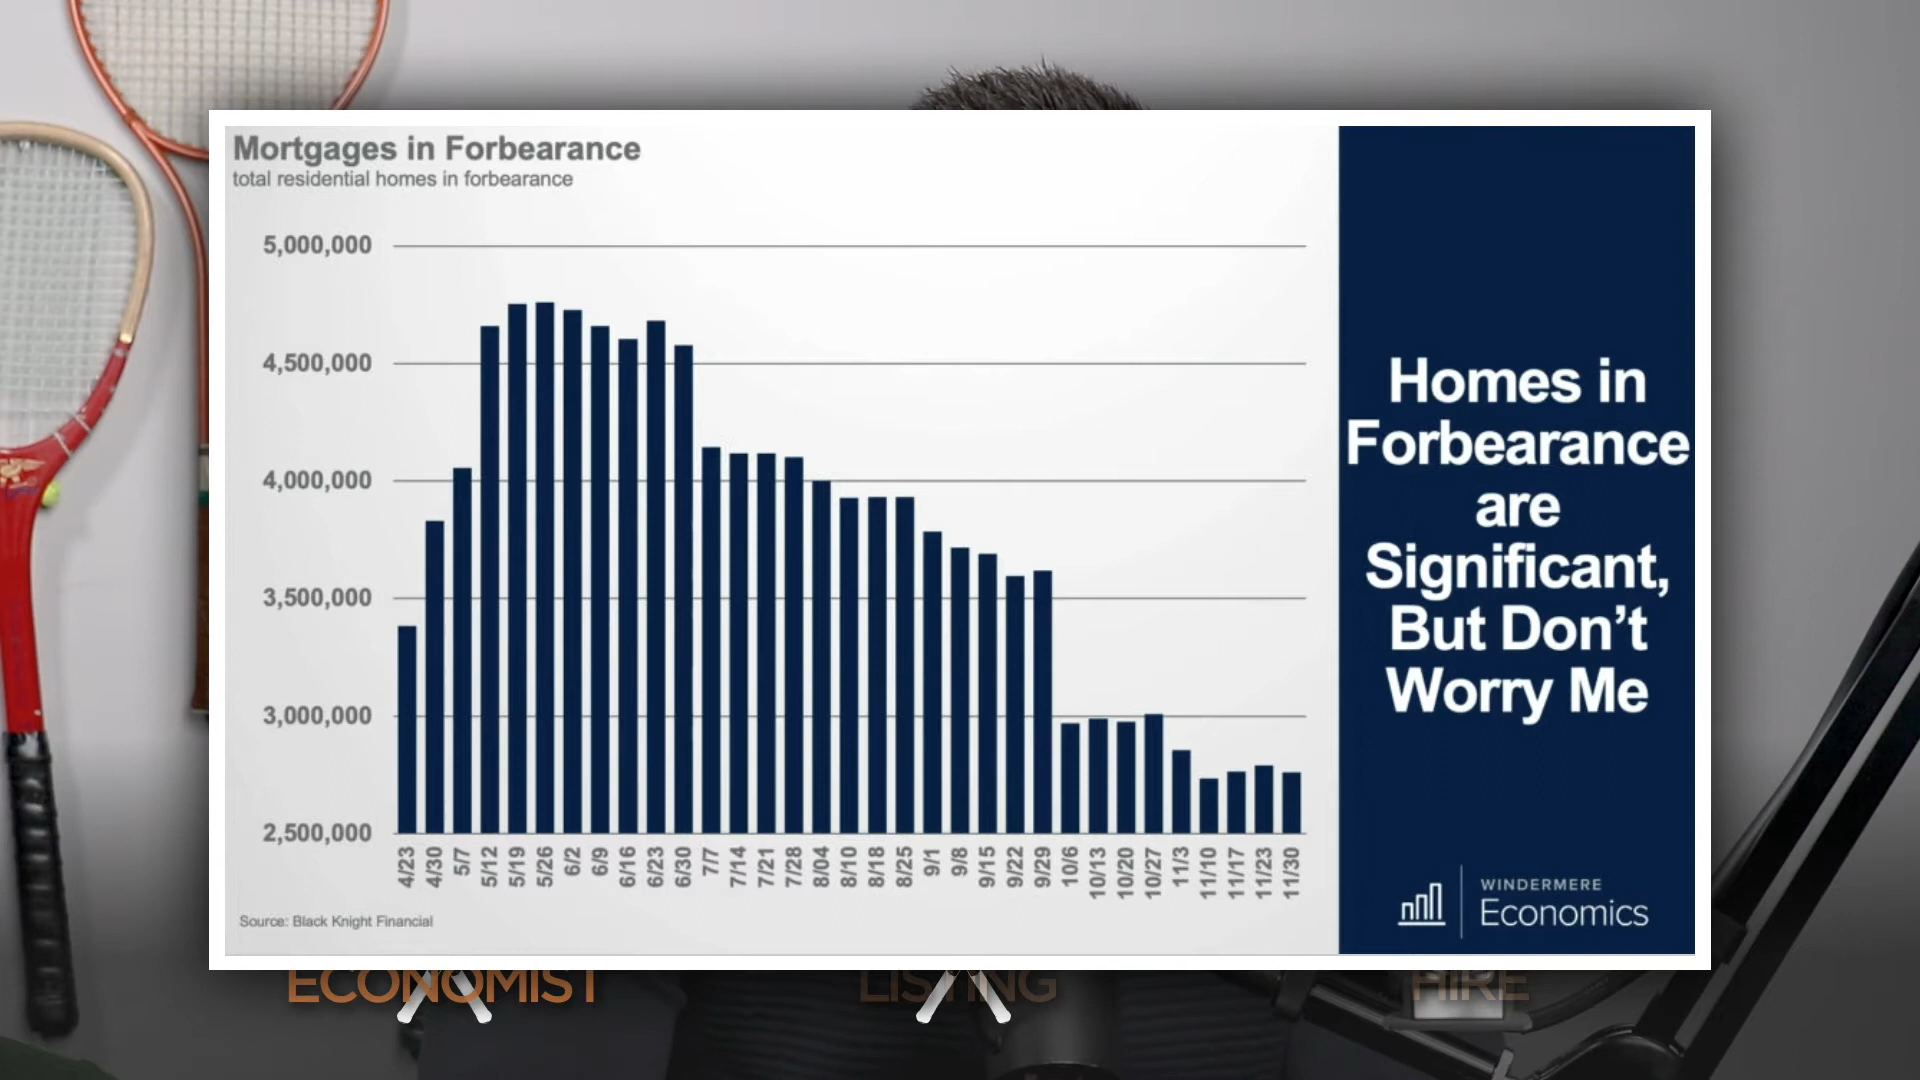 Mortgages in Forbearance
total residential homes in forbearance
5,000,000
4,500,000
4,000,000
3,500,000
3,000,000
2,500,000
4/23 4/30 5/7 5/12 5/19 5/26 6/2 6/9 6/16 6/23 6/30 7/7 7/14 7/21 7/28 8/04 8/10 8/18 8/25 9/1 9/8 9/15 9/22 9/29 10/6 10/13 10/20 10/27 11/3 11/10 11/17 11/23 11/30
Source: Black Knight Financial
Homes in
Forbearance
are
Significant,
But Don't
Worry Me
WINDERMERE
Economics
ECONOMIST
LISTING
HIRE